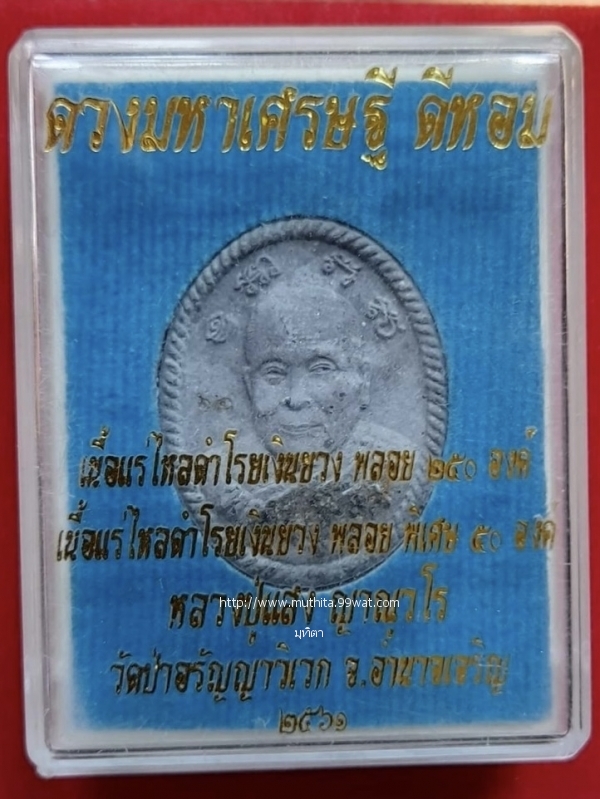 ดวงมหาเศรษฐี ดีหอม
เนื้อแร่ไหลดำโรยเงินยวง พลอย ๒๕๐ องค์
เนื้อแร่ไหลดำโรยเงินยวง พลอย พิเศษ ๕๐ องค์
http://www.muthita.99wat.com
หลวงปู่แสง ญาณวโร
มุทิตา
วัดป่าอรัญญาวิเวก จ.อำนาจเจริญ
๒๕๖๑